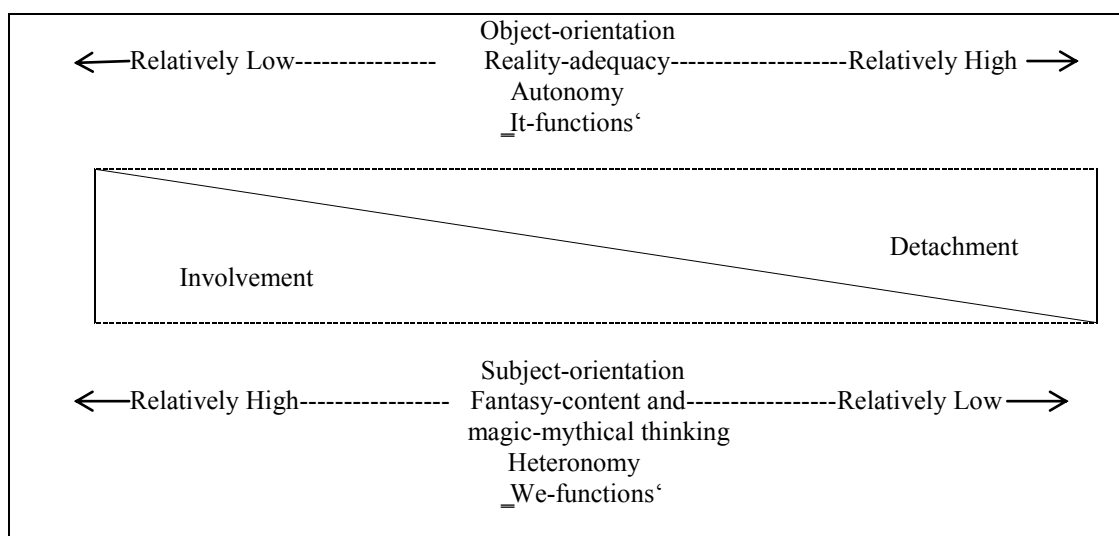 Object-orientation
Relatively Low---------------- Reality-adequacy--------------------Relatively High
Autonomy
‗It-functions‘
Detachment
Involvement
Subject-orientation
Relatively High----------------- Fantasy-content and-----------------Relatively Low
magic-mythical thinking
Heteronomy
‗We-functions‘